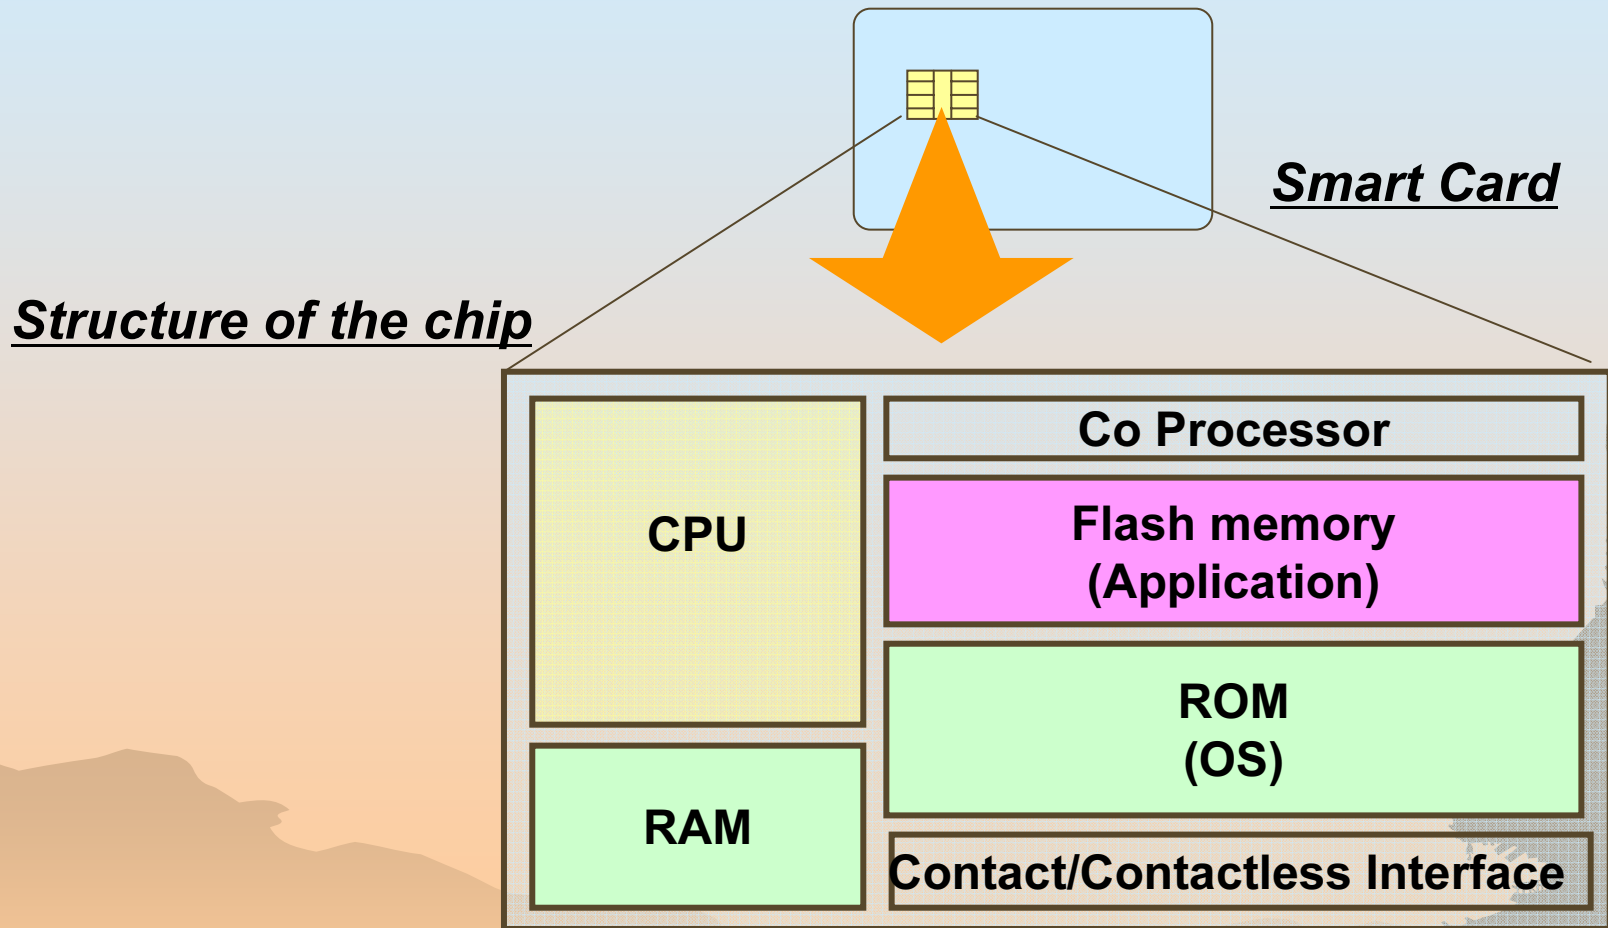 Smart Card
Structure of the chip
CPU
Co Processor
Flash memory
(Application)
ROM
(OS)
RAM
Contact/Contactless Interface